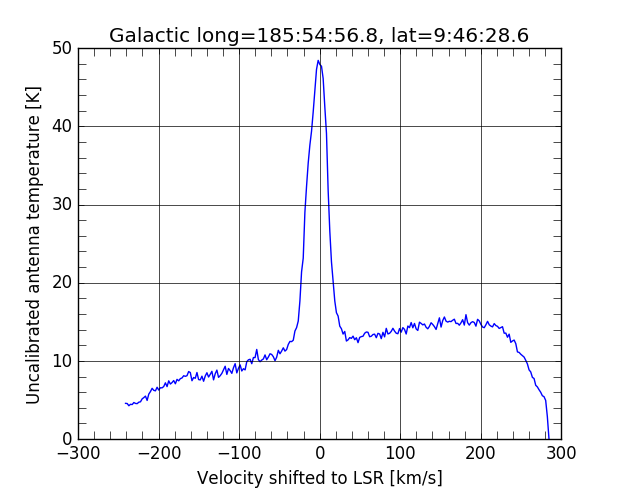 Galactic long=185:54:56.8, lat=9:46:28.6
Uncalibrated antenna temperature [K]
50
40
30
20
10
0
−300 −200 −100 0 100 200 300
Velocity shifted to LSR [km/s]